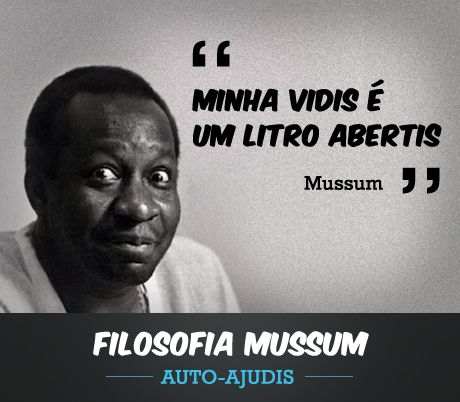 “
MINHA VIDIS É
UM LITRO ABERTIS
Mussum ”
FILOSOFIA MUSSUM
AUTO-AJUDIS